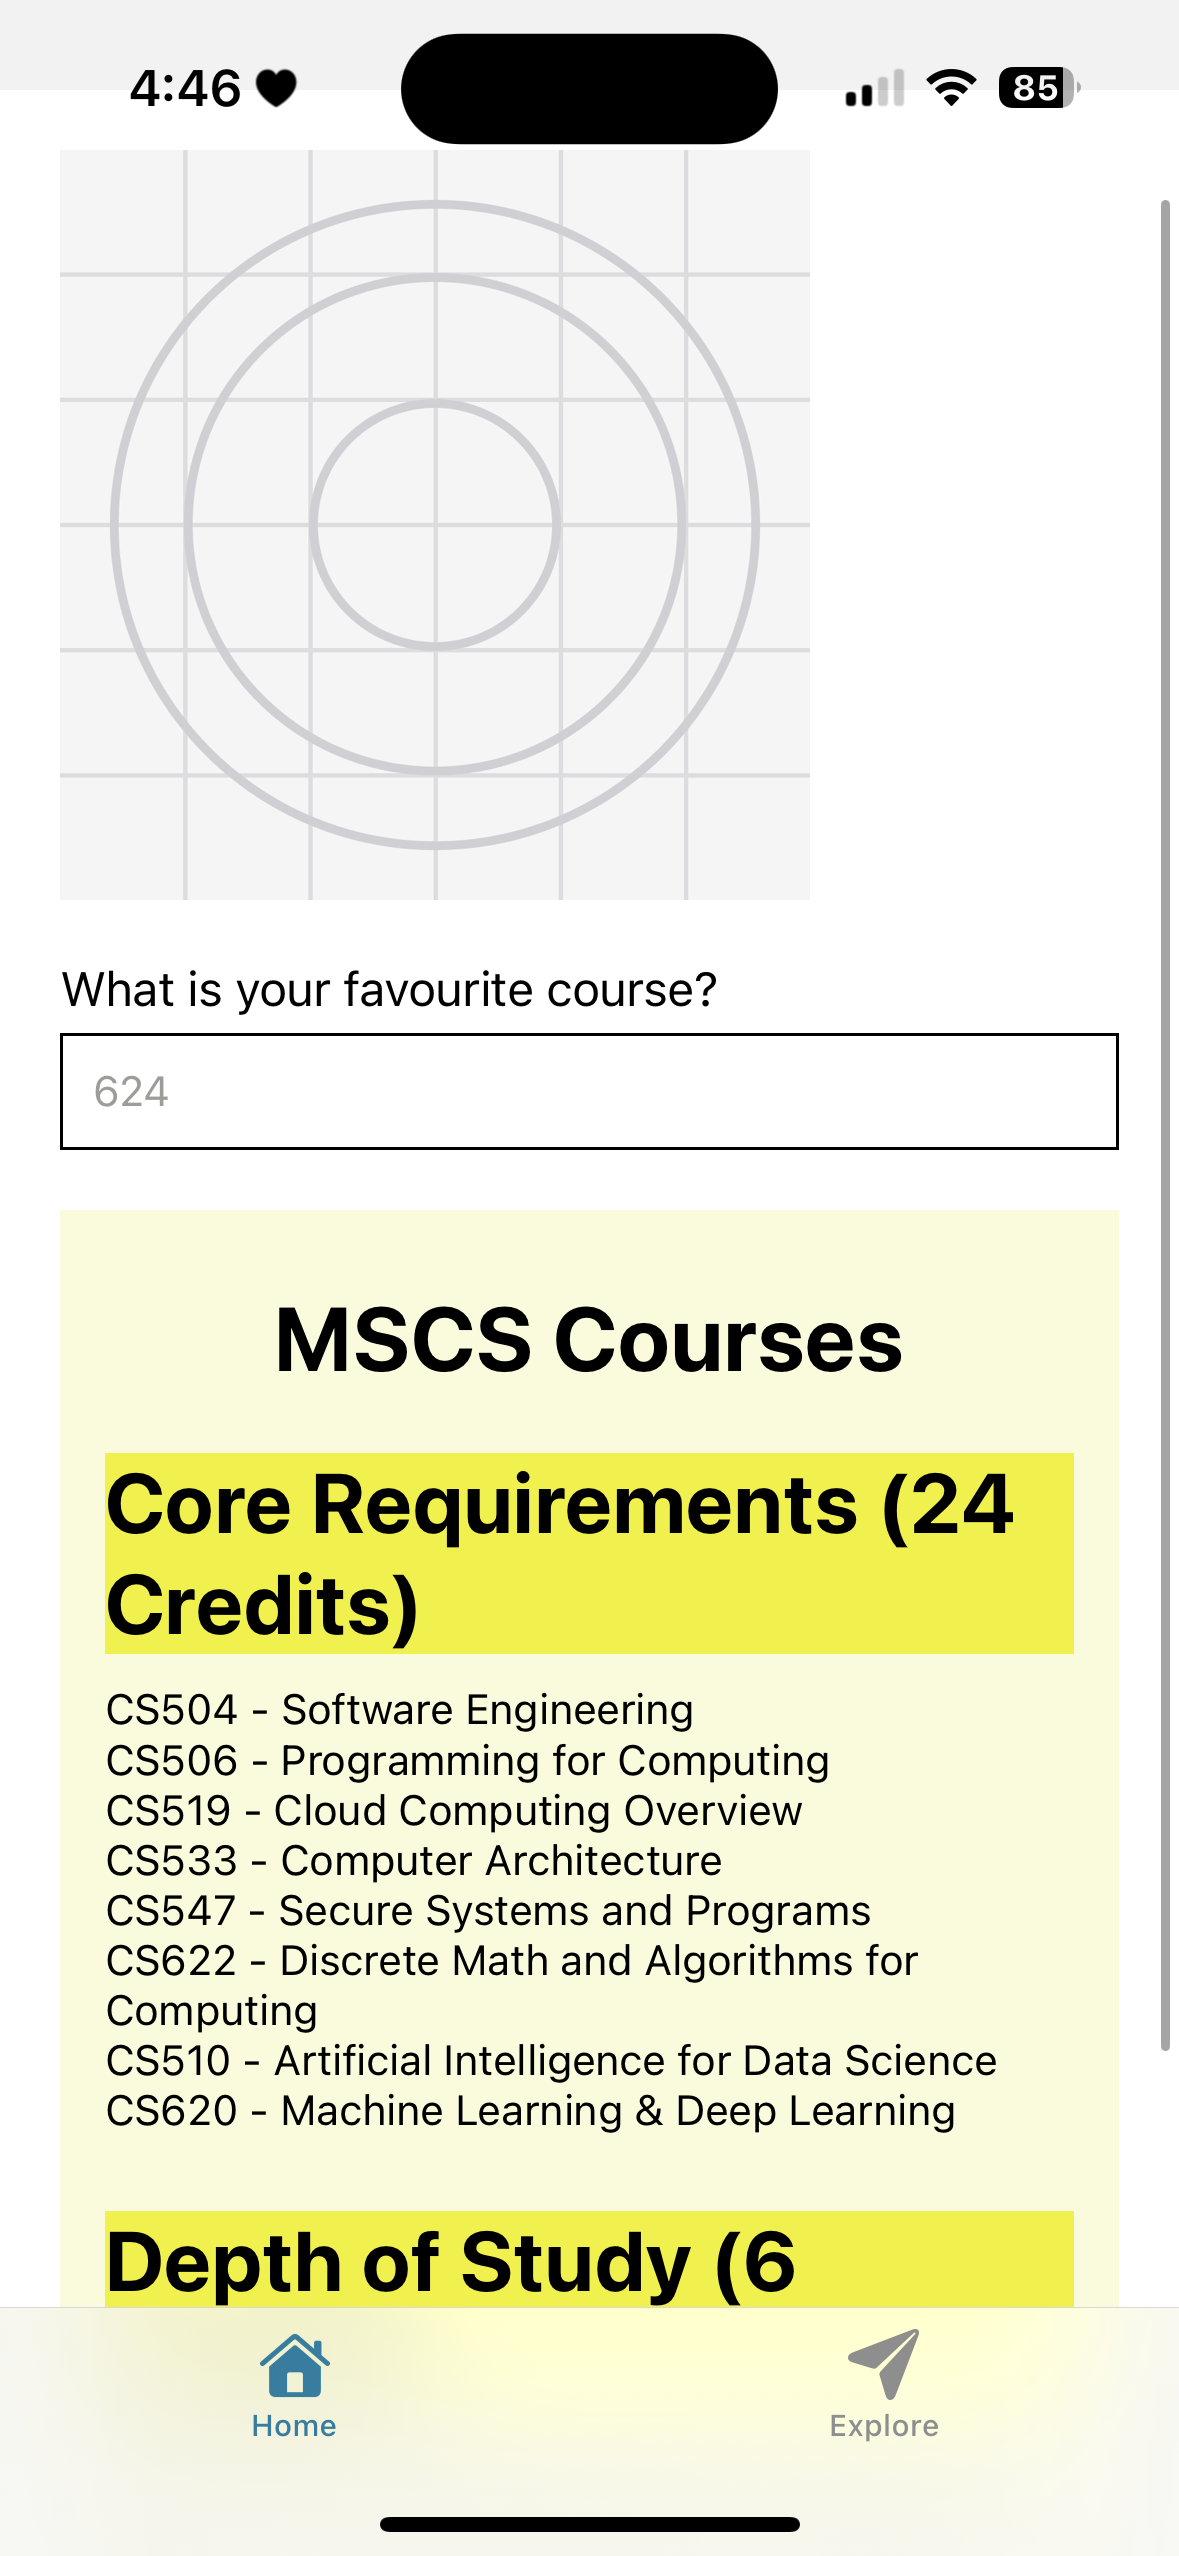 4:46
85
What is your favourite course?
624
MSCS Courses
Core Requirements (24
Credits)
CS504 - Software Engineering
CS506 - Programming for Computing
CS519 - Cloud Computing Overview
CS533 - Computer Architecture
CS547 - Secure Systems and Programs
CS622 - Discrete Math and Algorithms for
Computing
CS510 - Artificial Intelligence for Data Science
CS620 - Machine Learning & Deep Learning
Depth of Study (6
Home
Explore